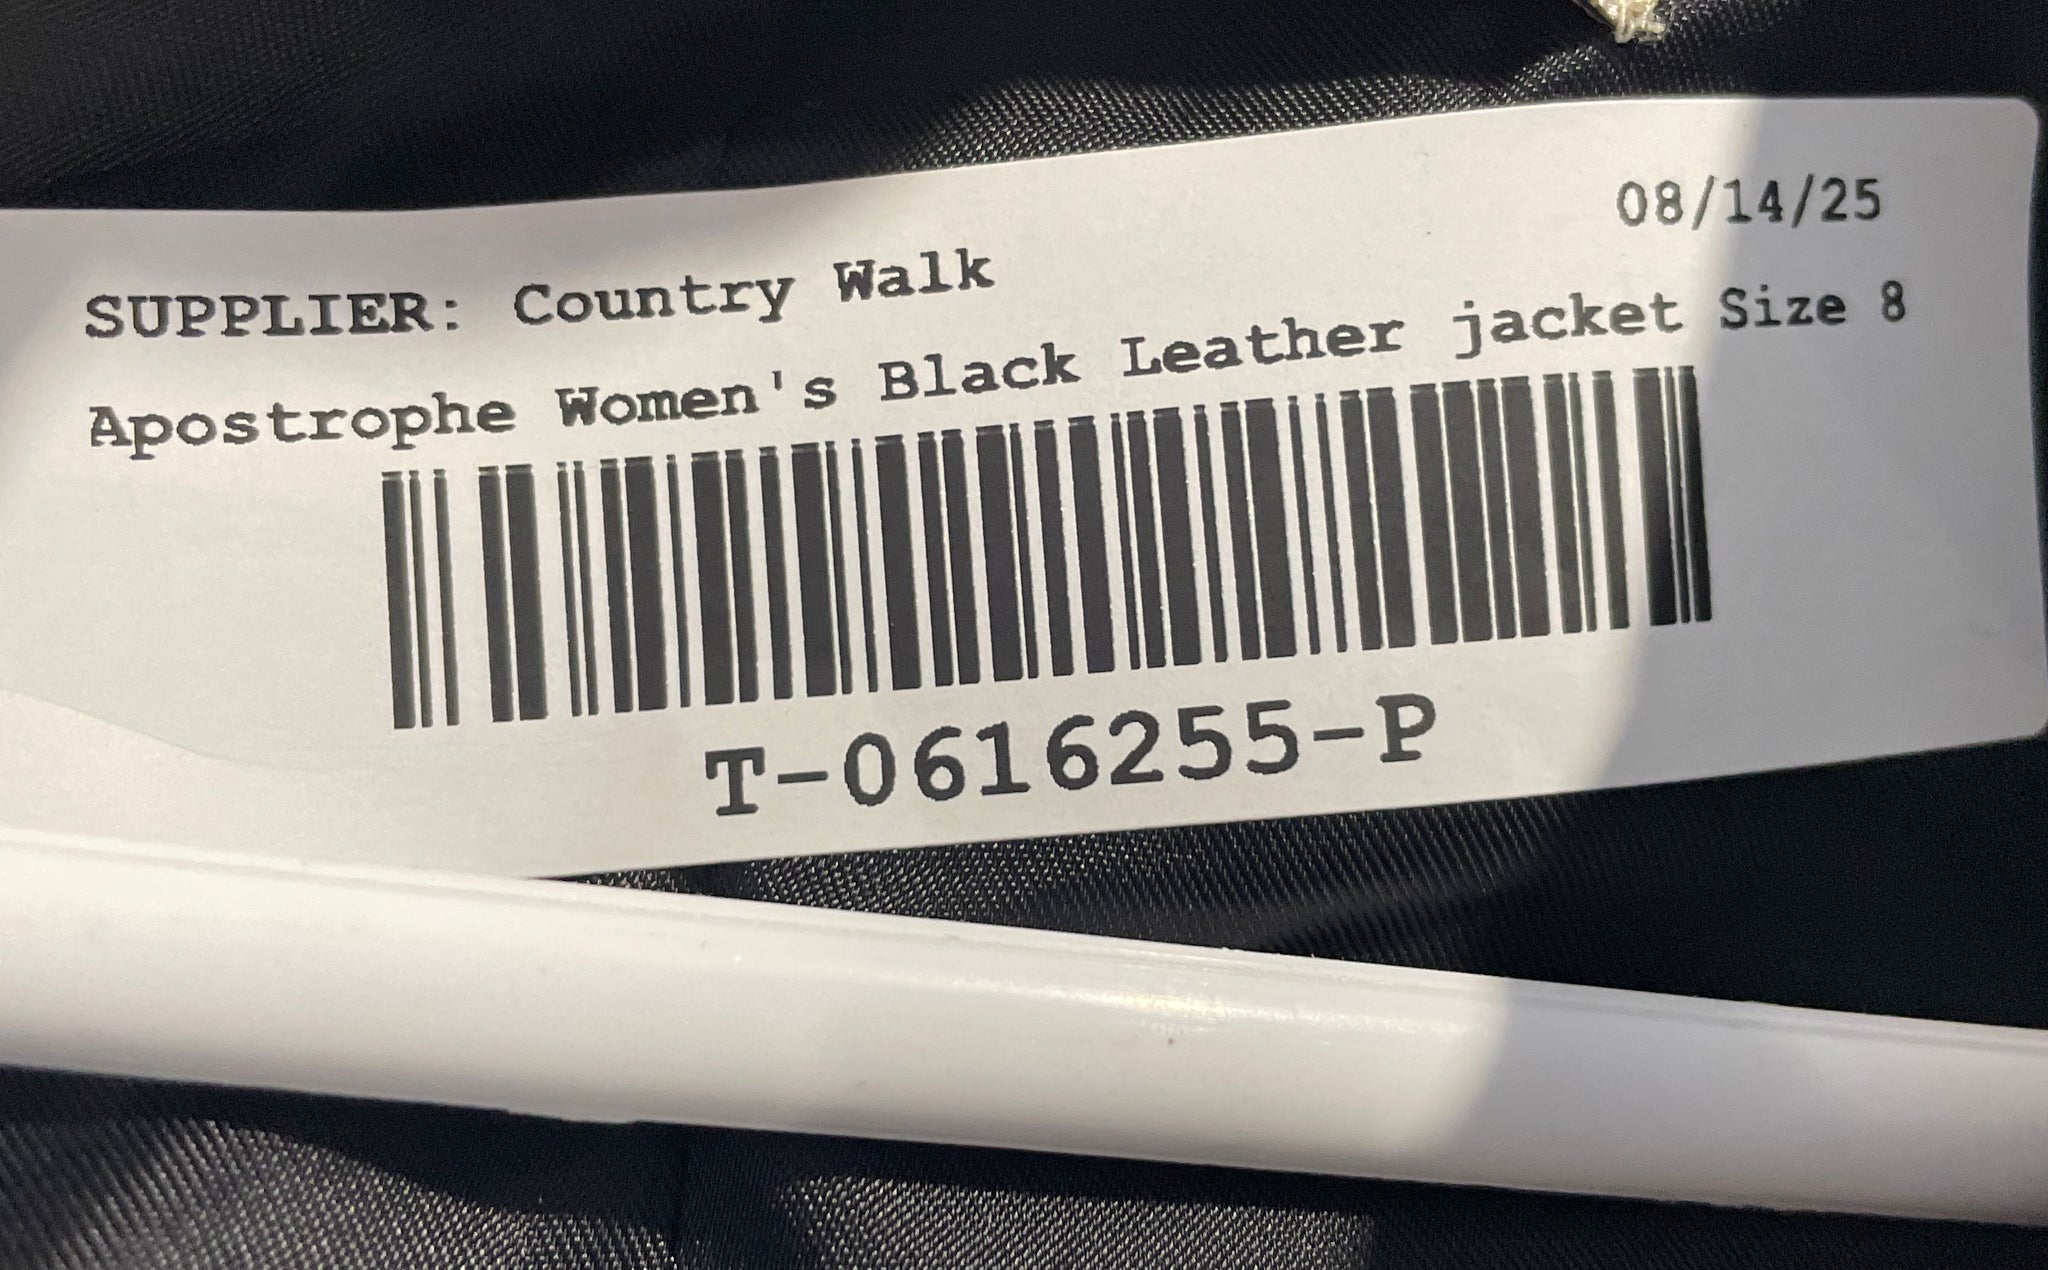 08/14/25
SUPPLIER: Country Walk
Apostrophe Women's Black Leather jacket Size 8
T-0616255-P